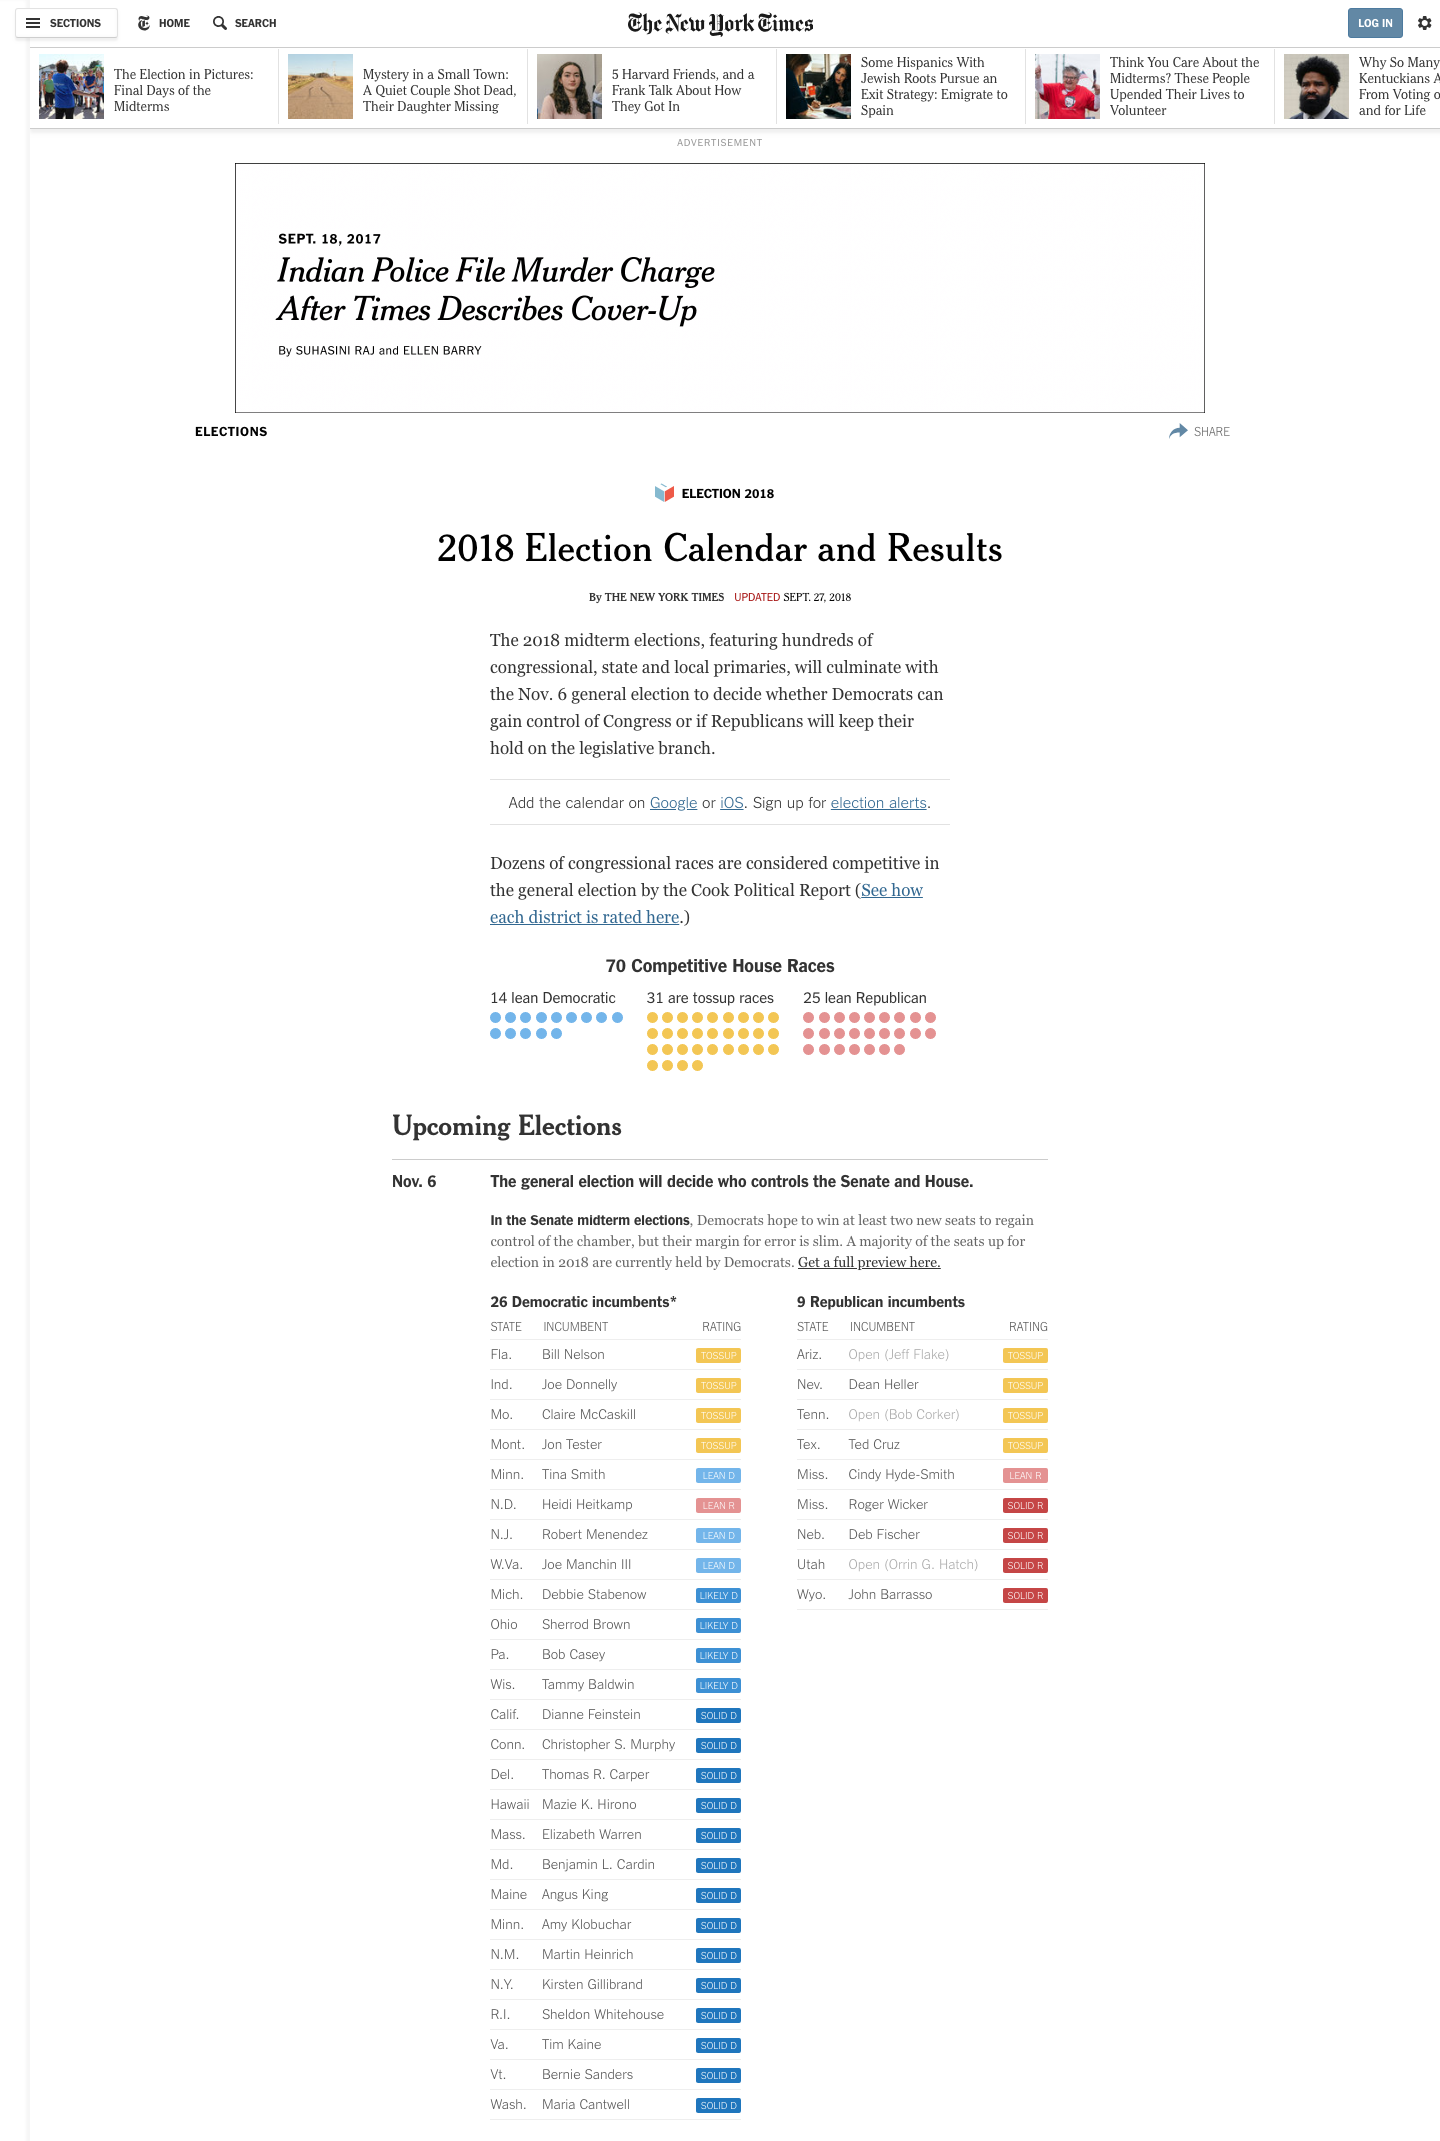 SECTIONS
HOME
SEARCH
The New York Times
LOG IN
The Election in Pictures:
Final Days of the
Midterms
Mystery in a Small Town:
A Quiet Couple Shot Dead,
Their Daughter Missing
5 Harvard Friends, and a
Frank Talk About How
They Got In
Some Hispanics With
Jewish Roots Pursue an
Exit Strategy: Emigrate to
Spain
Think You Care About the
Midterms? These People
Upended Their Lives to
Volunteer
Why So Many
Kentuckians A
From Voting o
and for Life
ADVERTISEMENT
SEPT. 18, 2017
Indian Police File Murder Charge
After Times Describes Cover-Up
By SUHASINI RAJ and ELLEN BARRY
ELECTIONS
SHARE
ELECTION 2018
2018 Election Calendar and Results
By THE NEW YORK TIMES UPDATED SEPT. 27, 2018
The 2018 midterm elections, featuring hundreds of
congressional, state and local primaries, will culminate with
the Nov. 6 general election to decide whether Democrats can
gain control of Congress or if Republicans will keep their
hold on the legislative branch.
Add the calendar on Google or iOS. Sign up for election alerts.
Dozens of congressional races are considered competitive in
the general election by the Cook Political Report (See how
each district is rated here.)
70 Competitive House Races
14 lean Democratic
31 are tossup races
25 lean Republican
Upcoming Elections
Nov. 6
The general election will decide who controls the Senate and House.
In the Senate midterm elections, Democrats hope to win at least two new seats to regain
control of the chamber, but their margin for error is slim. A majority of the seats up for
election in 2018 are currently held by Democrats. Get a full preview here.
26 Democratic incumbents*
STATE INCUMBENT RATING
Fla. Bill Nelson TOSSUP
Ind. Joe Donnelly TOSSUP
Mo. Claire McCaskill TOSSUP
Mont. Jon Tester TOSSUP
Minn. Tina Smith LEAN D
N.D. Heidi Heitkamp LEAN R
N.J. Robert Menendez LEAN D
W.Va. Joe Manchin III LEAN D
Mich. Debbie Stabenow LIKELY D
Ohio Sherrod Brown LIKELY D
Pa. Bob Casey LIKELY D
Wis. Tammy Baldwin LIKELY D
Calif. Dianne Feinstein SOLID D
Conn. Christopher S. Murphy SOLID D
Del. Thomas R. Carper SOLID D
Hawaii Mazie K. Hirono SOLID D
Mass. Elizabeth Warren SOLID D
Md. Benjamin L. Cardin SOLID D
Maine Angus King SOLID D
Minn. Amy Klobuchar SOLID D
N.M. Martin Heinrich SOLID D
N.Y. Kirsten Gillibrand SOLID D
R.I. Sheldon Whitehouse SOLID D
Va. Tim Kaine SOLID D
Vt. Bernie Sanders SOLID D
Wash. Maria Cantwell SOLID D
9 Republican incumbents
STATE INCUMBENT RATING
Ariz. Open (Jeff Flake) TOSSUP
Nev. Dean Heller TOSSUP
Tenn. Open (Bob Corker) TOSSUP
Tex. Ted Cruz TOSSUP
Miss. Cindy Hyde-Smith LEAN R
Miss. Roger Wicker SOLID R
Neb. Deb Fischer SOLID R
Utah Open (Orrin G. Hatch) SOLID R
Wyo. John Barrasso SOLID R